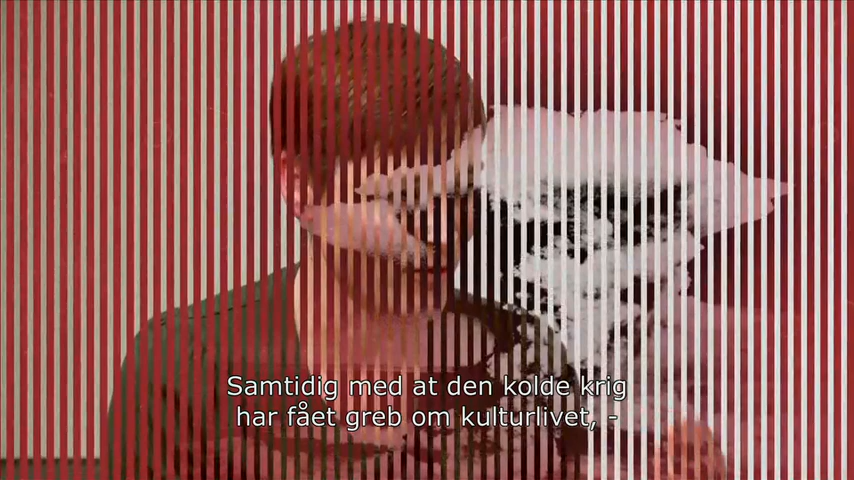 Samtidig med at den kolde krig
har fået greb om kulturlivet, -